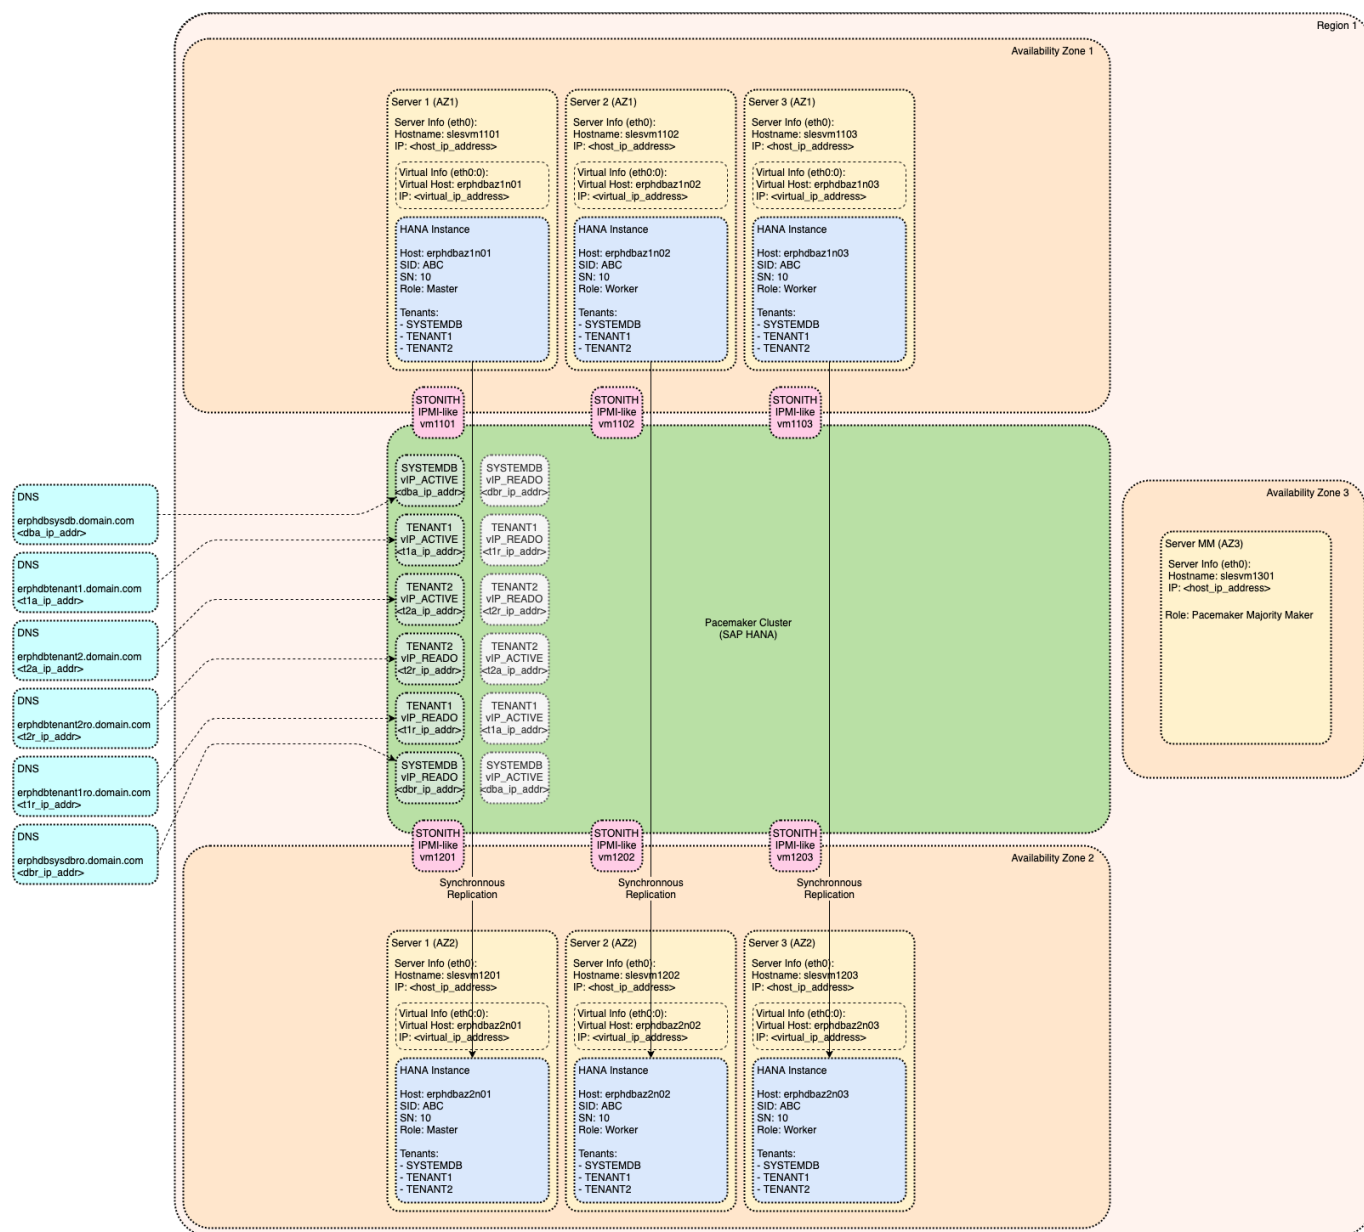 Region 1
Availability Zone 1
Server 1 (AZ1)
Server Info (eth0):
Hostname: slesvm1101
IP: <host_ip_address>
Virtual Info (eth0:0):
Virtual Host: erphdbaz1n01
IP: <virtual_ip_address>
HANA Instance
Host: erphdbaz1n01
SID: ABC
SN: 10
Role: Master
Tenants:
- SYSTEMDB
- TENANT1
- TENANT2
Server 2 (AZ1)
Server Info (eth0):
Hostname: slesvm1102
IP: <host_ip_address>
Virtual Info (eth0:0):
Virtual Host: erphdbaz1n02
IP: <virtual_ip_address>
HANA Instance
Host: erphdbaz1n02
SID: ABC
SN: 10
Role: Worker
Tenants:
- SYSTEMDB
- TENANT1
- TENANT2
Server 3 (AZ1)
Server Info (eth0):
Hostname: slesvm1103
IP: <host_ip_address>
Virtual Info (eth0:0):
Virtual Host: erphdbaz1n03
IP: <virtual_ip_address>
HANA Instance
Host: erphdbaz1n03
SID: ABC
SN: 10
Role: Worker
Tenants:
- SYSTEMDB
- TENANT1
- TENANT2
STONITH
IPMI-like
vm1101
STONITH
IPMI-like
vm1102
STONITH
IPMI-like
vm1103
DNS
erphdbsysdb.domain.com
<dba_ip_addr>
DNS
erphdbtenant1.domain.com
<t1a_ip_addr>
DNS
erphdbtenant2.domain.com
<t2a_ip_addr>
DNS
erphdbtenant2ro.domain.com
<t2r_ip_addr>
DNS
erphdbtenant1ro.domain.com
<t1r_ip_addr>
DNS
erphdbsysdbro.domain.com
<dbr_ip_addr>
SYSTEMDB
vIP_ACTIVE
<dba_ip_addr>
SYSTEMDB
vIP_READO
<dbr_ip_addr>
TENANT1
vIP_ACTIVE
<t1a_ip_addr>
TENANT1
vIP_READO
<t1r_ip_addr>
TENANT2
vIP_ACTIVE
<t2a_ip_addr>
TENANT2
vIP_READO
<t2r_ip_addr>
TENANT2
vIP_READO
<t2r_ip_addr>
TENANT2
vIP_ACTIVE
<t2a_ip_addr>
TENANT1
vIP_READO
<t1r_ip_addr>
TENANT1
vIP_ACTIVE
<t1a_ip_addr>
SYSTEMDB
vIP_READO
<dbr_ip_addr>
SYSTEMDB
vIP_ACTIVE
<dba_ip_addr>
Pacemaker Cluster
(SAP HANA)
Availability Zone 3
Server MM (AZ3)
Server Info (eth0):
Hostname: slesvm1301
IP: <host_ip_address>
Role: Pacemaker Majority Maker
STONITH
IPMI-like
vm1201
STONITH
IPMI-like
vm1202
STONITH
IPMI-like
vm1203
Availability Zone 2
Synchronnous
Replication
Synchronnous
Replication
Synchronnous
Replication
Server 1 (AZ2)
Server Info (eth0):
Hostname: slesvm1201
IP: <host_ip_address>
Virtual Info (eth0:0):
Virtual Host: erphdbaz2n01
IP: <virtual_ip_address>
HANA Instance
Host: erphdbaz2n01
SID: ABC
SN: 10
Role: Master
Tenants:
- SYSTEMDB
- TENANT1
- TENANT2
Server 2 (AZ2)
Server Info (eth0):
Hostname: slesvm1202
IP: <host_ip_address>
Virtual Info (eth0:0):
Virtual Host: erphdbaz2n02
IP: <virtual_ip_address>
HANA Instance
Host: erphdbaz2n02
SID: ABC
SN: 10
Role: Worker
Tenants:
- SYSTEMDB
- TENANT1
- TENANT2
Server 3 (AZ2)
Server Info (eth0):
Hostname: slesvm1203
IP: <host_ip_address>
Virtual Info (eth0:0):
Virtual Host: erphdbaz2n03
IP: <virtual_ip_address>
HANA Instance
Host: erphdbaz2n03
SID: ABC
SN: 10
Role: Worker
Tenants:
- SYSTEMDB
- TENANT1
- TENANT2